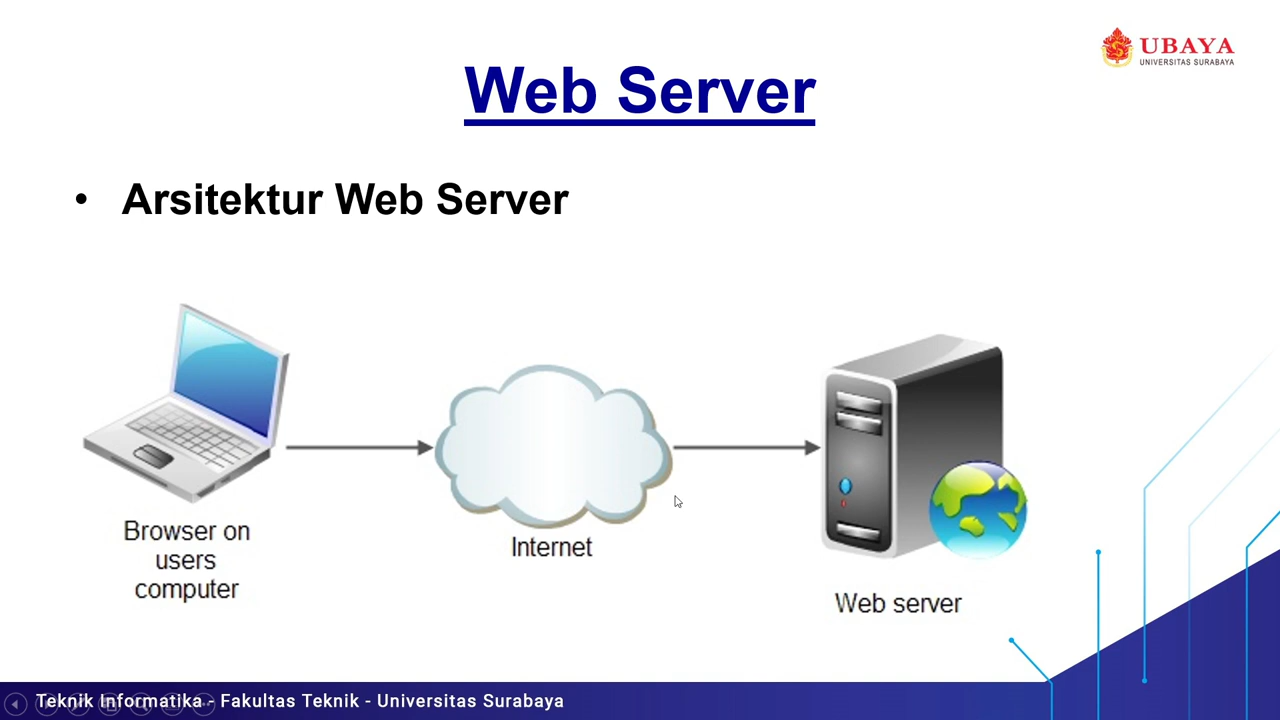 UBAYA
UNIVERSITAS SURABAYA
Web Server
• Arsitektur Web Server
Browser on
users
computer
Internet
Web server
Teknik Informatika - Fakultas Teknik - Universitas Surabaya